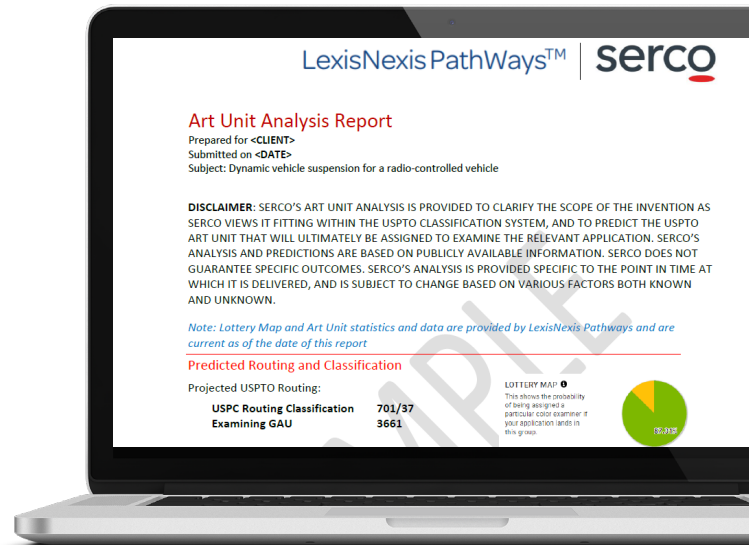 LexisNexis PathWays™ | serco
Art Unit Analysis Report
Prepared for <CLIENT>
Submitted on <DATE>
Subject: Dynamic vehicle suspension for a radio-controlled vehicle
DISCLAIMER: SERCO'S ART UNIT ANALYSIS IS PROVIDED TO CLARIFY THE SCOPE OF THE INVENTION AS
SERCO VIEWS IT FITTING WITHIN THE USPTO CLASSIFICATION SYSTEM, AND TO PREDICT THE USPTO
ART UNIT THAT WILL ULTIMATELY BE ASSIGNED TO EXAMINE THE RELEVANT APPLICATION. SERCO'S
ANALYSIS AND PREDICTIONS ARE BASED ON PUBLICLY AVAILABLE INFORMATION. SERCO DOES NOT
GUARANTEE SPECIFIC OUTCOMES. SERCO'S ANALYSIS IS PROVIDED SPECIFIC TO THE POINT IN TIME AT
WHICH IT IS DELIVERED, AND IS SUBJECT TO CHANGE BASED ON VARIOUS FACTORS BOTH KNOWN
AND UNKNOWN.
Note: Lottery Map and Art Unit statistics and data are provided by LexisNexis Pathways and are
current as of the date of this report
Predicted Routing and Classification
Projected USPTO Routing:
USPC Routing Classification 701/37
Examining GAU 3661
LOTTERY MAP
This shows the probability
of being assigned a
particular color examiner if
your application lands in
this group.